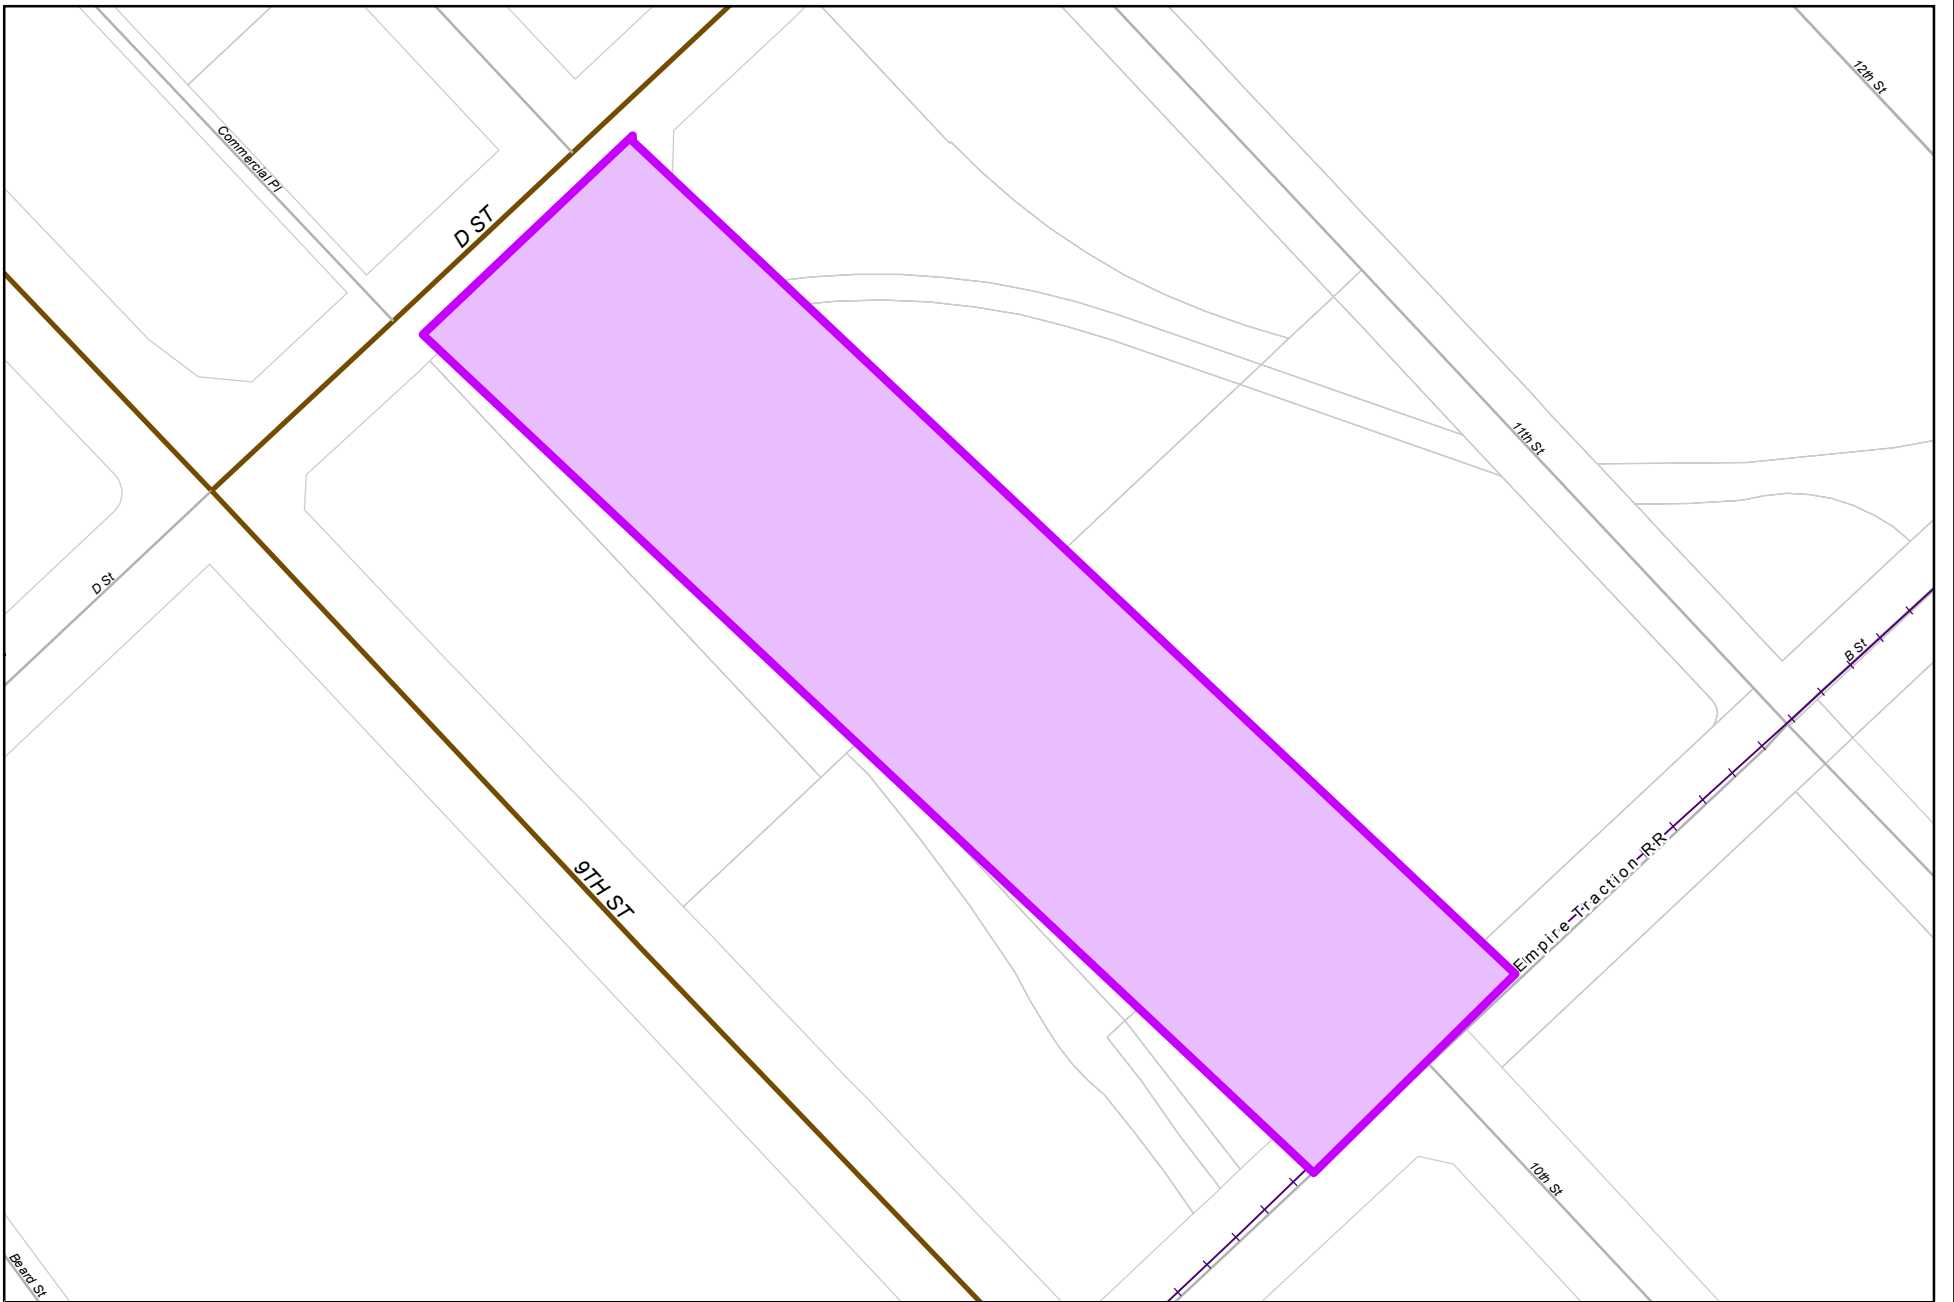 12th St
Commercial Pl
D ST
11th St
D St
B St
Empire Traction RR
9TH ST
10th St
Beard St